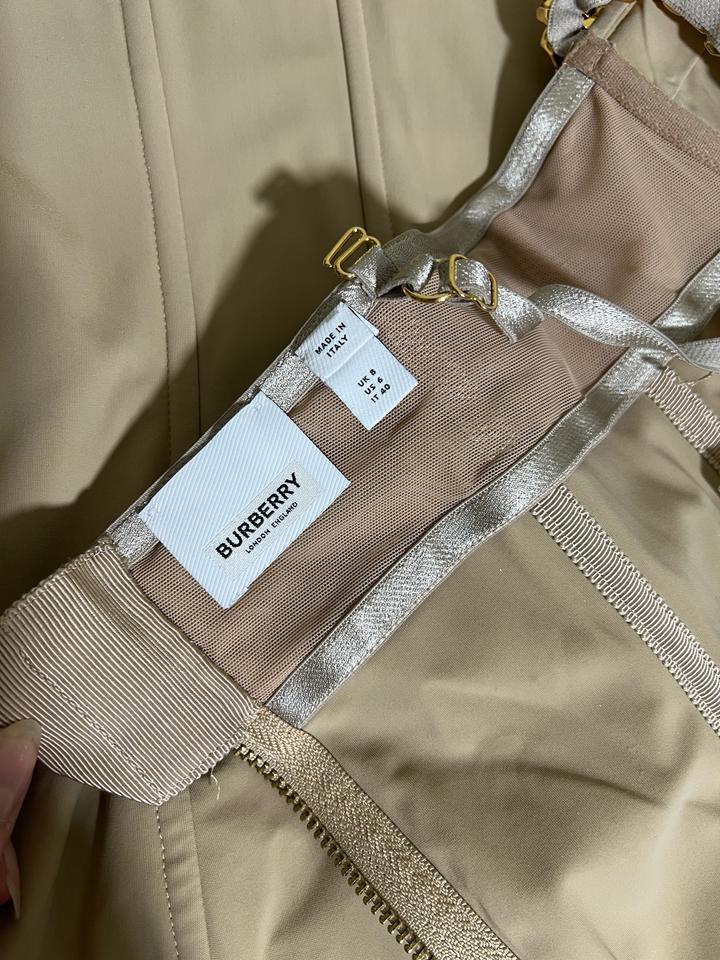 MADE IN
ITALY
UK 8
US 6
IT 40
BURBERRY
LONDON ENGLAND